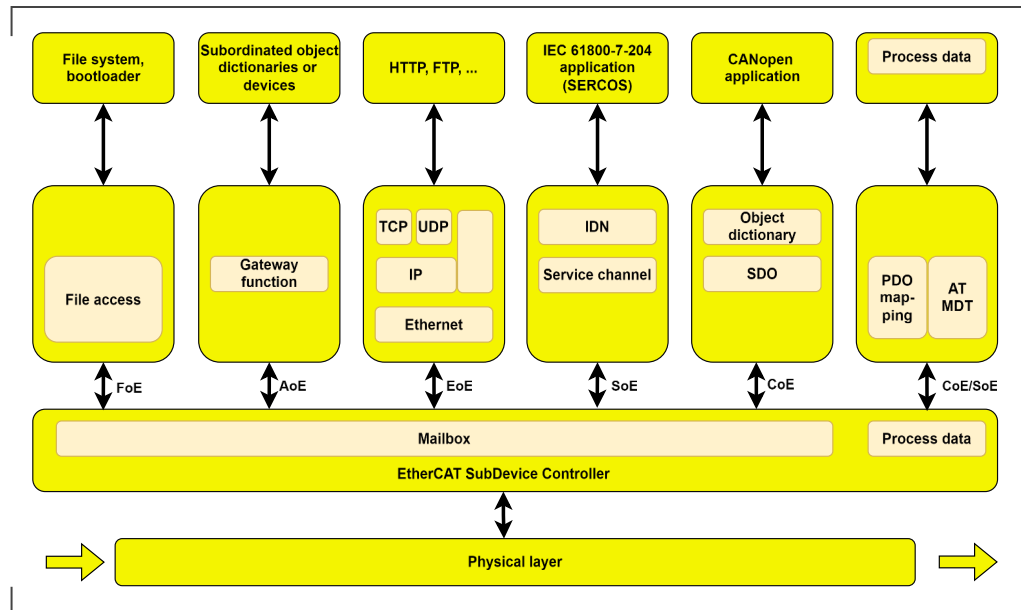 File system,
bootloader
Subordinated object
dictionaries or
devices
HTTP, FTP, ...
IEC 61800-7-204
application
(SERCOS)
CANopen
application
Process data
File access
Gateway
function
TCP
UDP
IP
Ethernet
IDN
Service channel
Object
dictionary
SDO
PDO
map-
ping
AT
MDT
FoE
AoE
EoE
SoE
CoE
CoE/SoE
Mailbox
Process data
EtherCAT SubDevice Controller
Physical layer